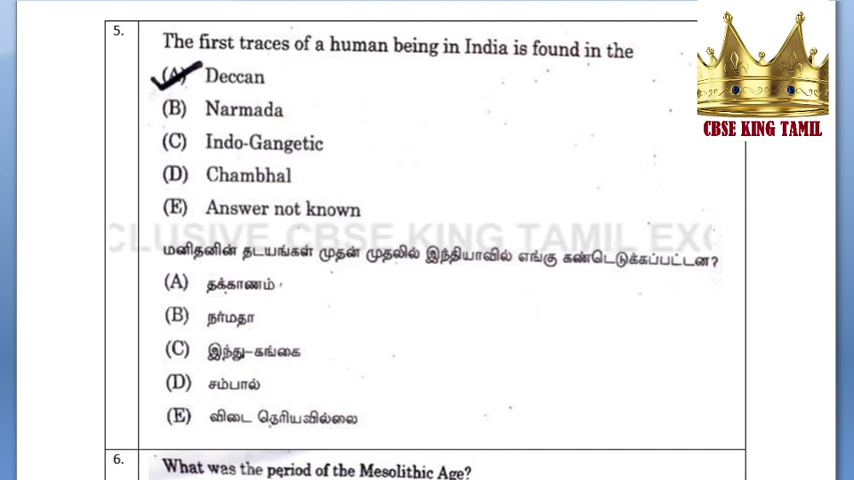 5.
The first traces of a human being in India is found in the
(A) Deccan
(B) Narmada
(C) Indo-Gangetic
(D) Chambhal
(E) Answer not known
CLUSIVE CBSE KING TAMIL EXC
மனிதனின் தடயங்கள் முதன் முதலில் இந்தியாவில் எங்கு கண்டெடுக்கப்பட்டன?
(A) தக்காணம்
(B) நர்மதா
(C) இந்து-கங்கை
(D) சம்பால்
(E) விடை தெரியவில்லை
6.
What was the period of the Mesolithic Age?
CBSE KING TAMIL